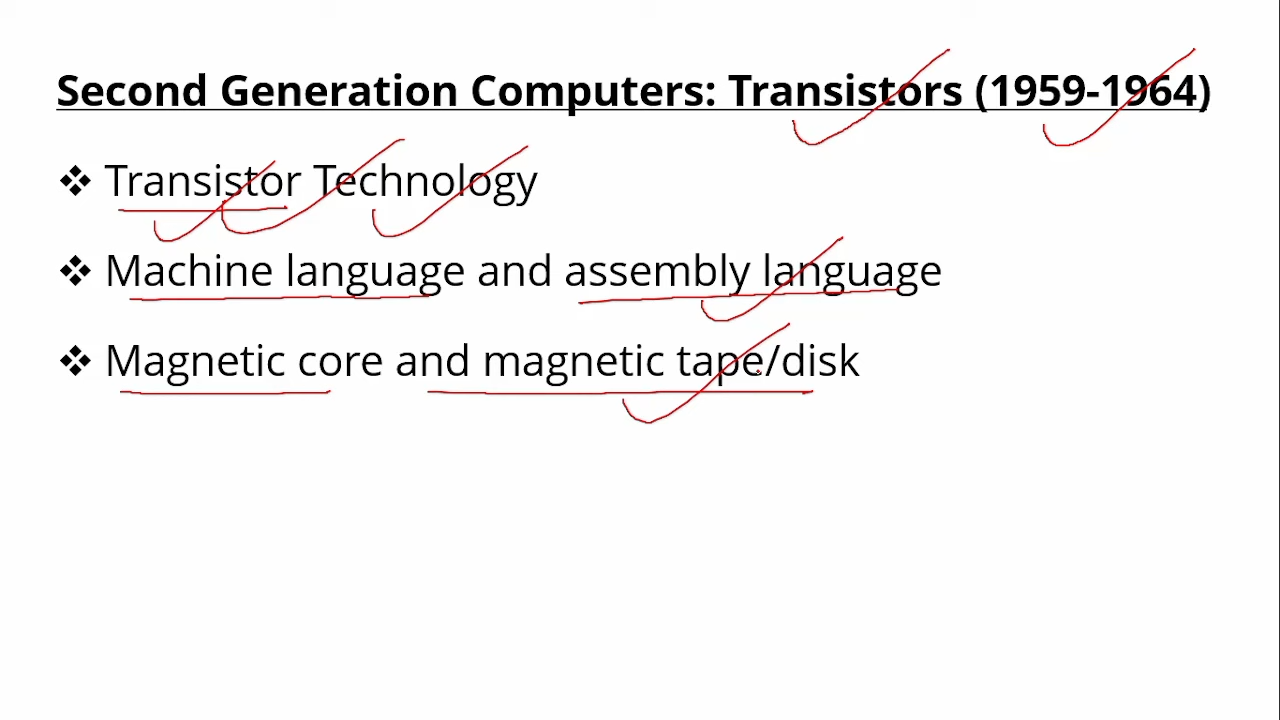 Second Generation Computers: Transistors (1959-1964)
❖ Transistor Technology
❖ Machine language and assembly language
❖ Magnetic core and magnetic tape/disk